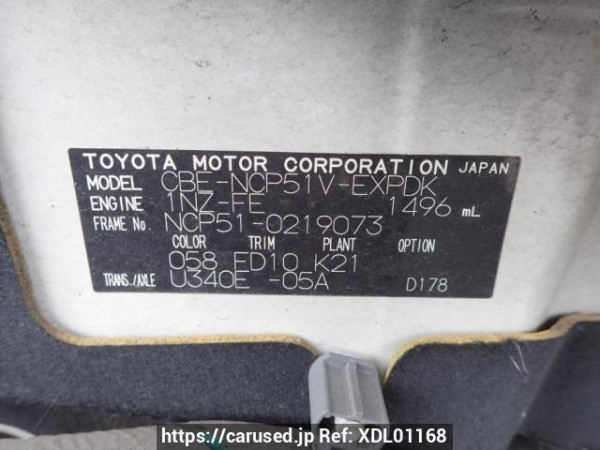 TOYOTA MOTOR CORPORATION JAPAN
MODEL CBE-NCP51V-EXPDK
ENGINE 1NZ-FE 1496 mL
FRAME No. NCP51-0219073
COLOR TRIM PLANT OPTION
058 FD10 K21
TRANS./AXLE U340E -05A D178
https://carused.jp Ref: XDL01168